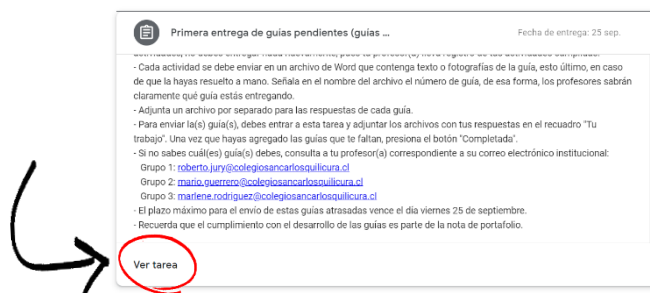 Primera entrega de guías pendientes (guías ...
Fecha de entrega: 25 sep.
- Cada actividad se debe enviar en un archivo de Word que contenga texto o fotografías de la guía, esto último, en caso
de que la hayas resuelto a mano. Señala en el nombre del archivo el número de guía, de esa forma, los profesores sabrán
claramente qué guía estás entregando.
- Adjunta un archivo por separado para las respuestas de cada guía.
- Para enviar la(s) guía(s), debes entrar a esta tarea y adjuntar los archivos con tus respuestas en el recuadro "Tu
trabajo". Una vez que hayas agregado las guías que te faltan, presiona el botón "Completada".
- Si no sabes cuál(es) guía(s) debes, consulta a tu profesor(a) correspondiente a su correo electrónico institucional:
Grupo 1: roberto.jury@colegiosancarlosquilicura.cl
Grupo 2: mario.guerrero@colegiosancarlosquilicura.cl
Grupo 3: marlene.rodriguez@colegiosancarlosquilicura.cl
- El plazo máximo para el envío de estas guías atrasadas vence el día viernes 25 de septiembre.
- Recuerda que el cumplimiento con el desarrollo de las guías es parte de la nota de portafolio.
Ver tarea